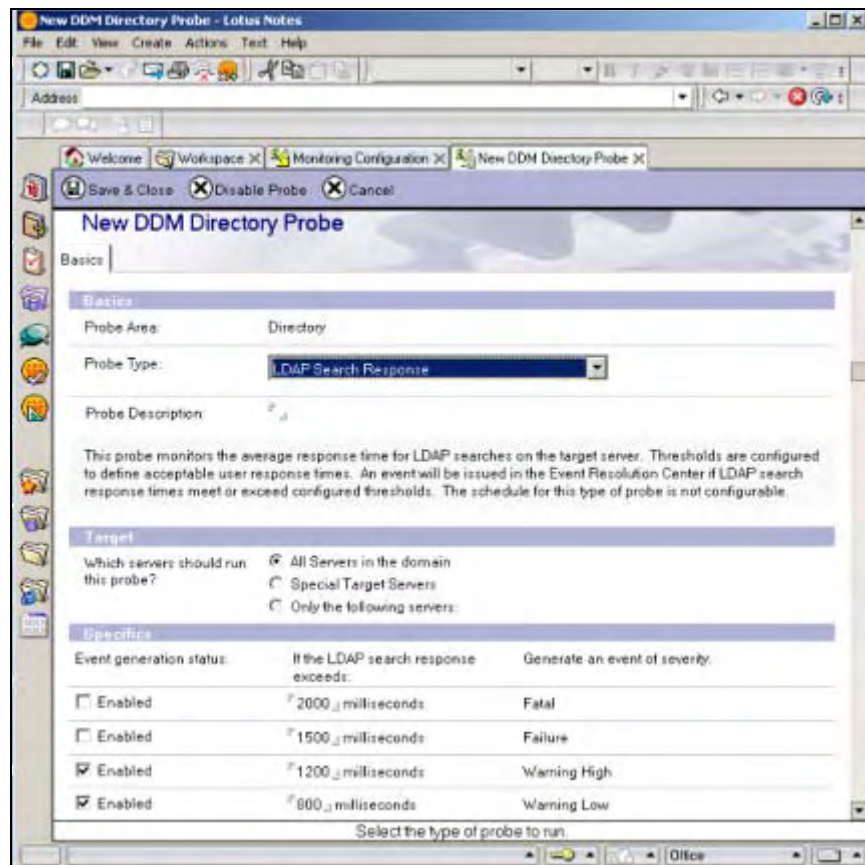 New DDM Directory Probe - Lotus Notes
File Edit View Create Actions Text Help
Address
Welcome Workspace Monitoring Configuration New DDM Directory Probe
Save & Close Disable Probe Cancel
New DDM Directory Probe
Basics
Basics
Probe Area: Directory
Probe Type: LDAP Search Response
Probe Description:
This probe monitors the average response time for LDAP searches on the target server. Thresholds are configured
to define acceptable user response times. An event will be issued in the Event Resolution Center if LDAP search
response times meet or exceed configured thresholds. The schedule for this type of probe is not configurable.
Target
Which servers should run this probe?
All Servers in the domain
Special Target Servers
Only the following servers:
Specifics
Event generation status: If the LDAP search response exceeds: Generate an event of severity:
Enabled 2000 milliseconds Fatal
Enabled 1500 milliseconds Failure
Enabled 1200 milliseconds Warning High
Enabled 800 milliseconds Warning Low
Select the type of probe to run.
Office